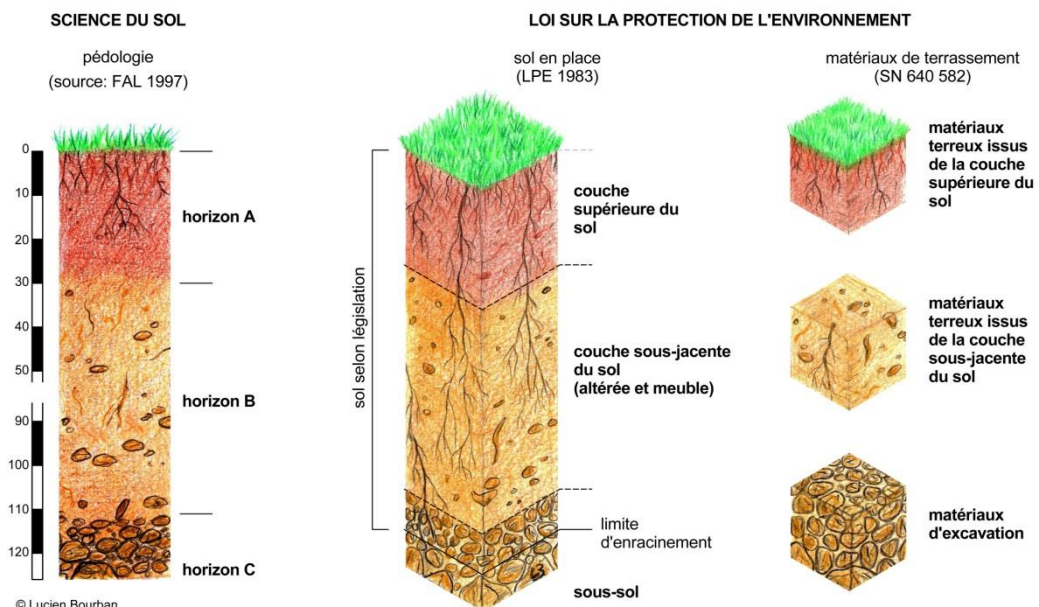 SCIENCE DU SOL
pédologie
(source: FAL 1997)
0
10
20
30
40
50
90
100
110
120
horizon A
horizon B
horizon C
© Lucien Bourban
LOI SUR LA PROTECTION DE L'ENVIRONNEMENT
sol en place
(LPE 1983)
sol selon législation
couche
supérieure du
sol
couche sous-jacente
du sol
(altérée et meuble)
limite
d'enracinement
sous-sol
matériaux de terrassement
(SN 640 582)
matériaux
terreux issus
de la couche
supérieure du
sol
matériaux
terreux issus
de la couche
sous-jacente
du sol
matériaux
d'excavation